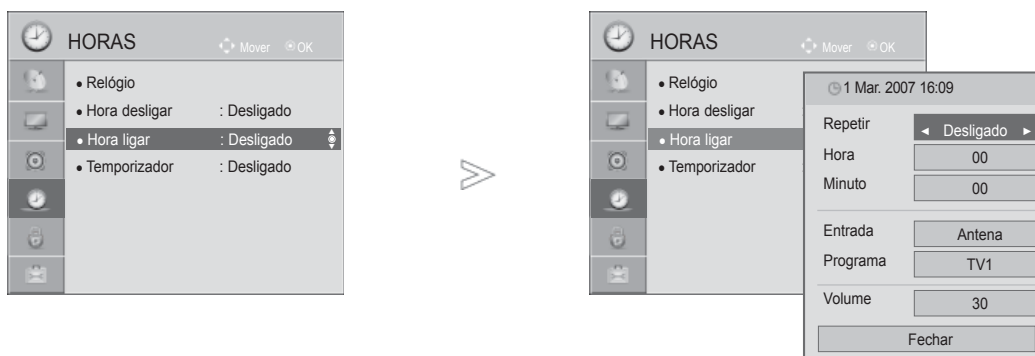 HORAS
Mover OK
• Relógio
• Hora desligar : Desligado
• Hora ligar : Desligado
• Temporizador : Desligado
HORAS
Mover OK
• Relógio
• Hora desligar
• Hora ligar
• Temporizador
1 Mar. 2007 16:09
Repetir ◄ Desligado ►
Hora 00
Minuto 00
Entrada Antena
Programa TV1
Volume 30
Fechar